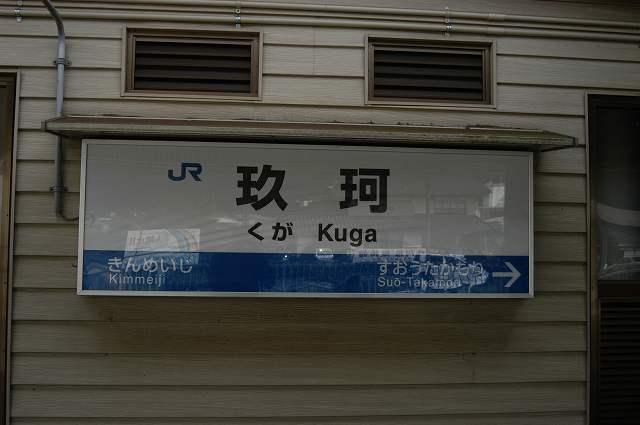 JR
玖珂
くが Kuga
きんめいじ
Kimmeiji
すおうたかもり
Suo-Takamori